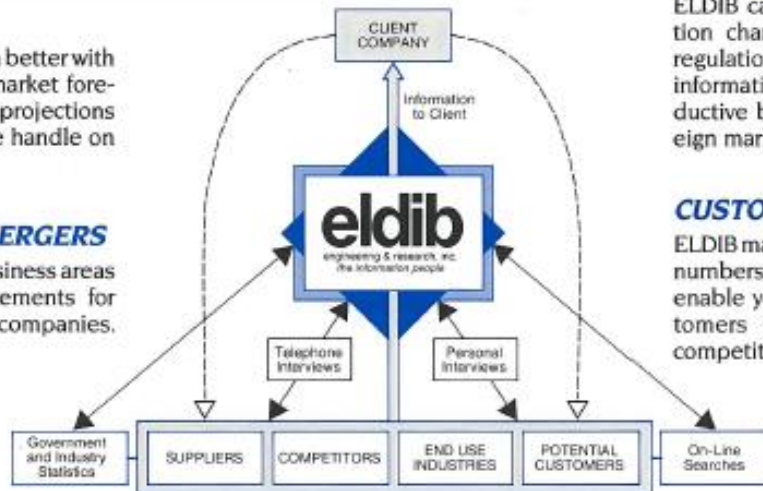 better with
market fore-
projections
handle on
ERGERS
siness areas
ements for
companies.
CLIENT
COMPANY
Information
to Client
eldib
engineering & research, inc.
the information people
Telephone
Interviews
Personal
Interviews
Government
and Industry
Statistics
SUPPLIERS
COMPETITORS
END USE
INDUSTRIES
POTENTIAL
CUSTOMERS
On-Line
Searches
ELDIB ca
tion chan
regulation
informati
ductive b
eign mar
CUSTO
ELDIB ma
numbers
enable y
tomers
competit